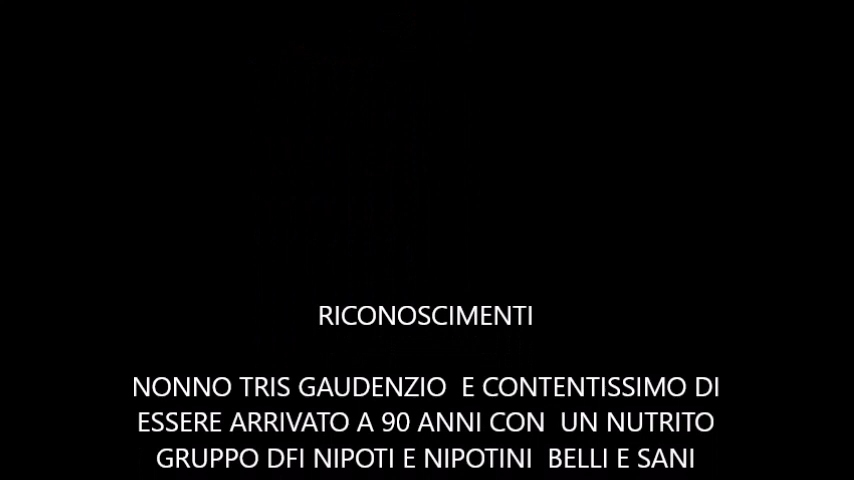 RICONOSCIMENTI
NONNO TRIS GAUDENZIO  E CONTENTISSIMO DI
ESSERE ARRIVATO A 90 ANNI CON  UN NUTRITO
GRUPPO DFI NIPOTI E NIPOTINI  BELLI E SANI